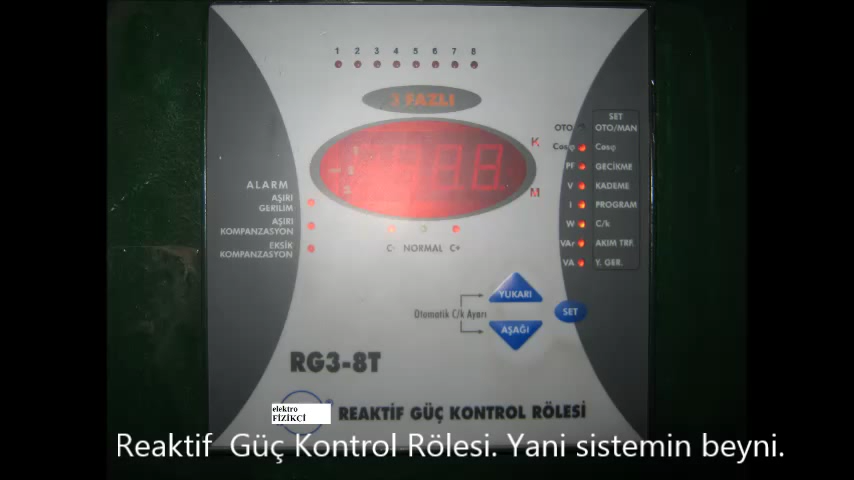 1 2 3 4 5 6 7 8
3 FAZLI
K
M
ALARM
AŞIRI
GERİLİM
AŞIRI
KOMPANZASYON
EKSİK
KOMPANZASYON
C- NORMAL C+
SET
OTO OTO/MAN
Cosφ Cosφ
PF GECİKME
V KADEME
I PROGRAM
W C/k
VAr AKIM TRF.
VA Y. GER.
YUKARI
Otomatik C/k Ayarı
SET
AŞAĞI
RG3-8T
elektro
FİZİKÇİ
®
REAKTİF GÜÇ KONTROL RÖLESİ
Reaktif Güç Kontrol Rölesi. Yani sistemin beyni.